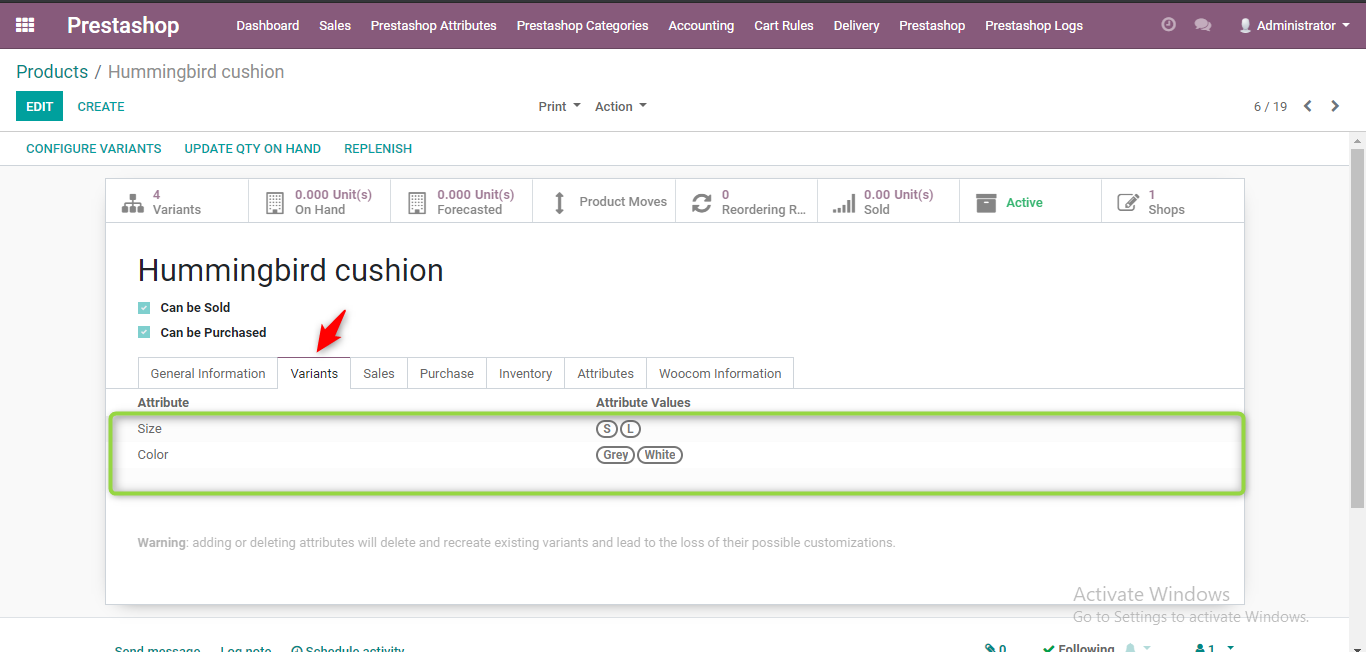 Prestashop Dashboard Sales Prestashop Attributes Prestashop Categories Accounting Cart Rules Delivery Prestashop Prestashop Logs Administrator
Products / Hummingbird cushion
EDIT CREATE Print Action 6 / 19
CONFIGURE VARIANTS UPDATE QTY ON HAND REPLENISH
4 0.000 Unit(s) 0.000 Unit(s) Product Moves 0 0.00 Unit(s) Active 1
Variants On Hand Forecasted Reordering R... Sold Shops
Hummingbird cushion
Can be Sold
Can be Purchased
General Information Variants Sales Purchase Inventory Attributes Woocom Information
Attribute Attribute Values
Size S L
Color Grey White
Warning: adding or deleting attributes will delete and recreate existing variants and lead to the loss of their possible customizations.
Activate Windows
Go to Settings to activate Windows.
Send message Log note Schedule activity 0 Following 1